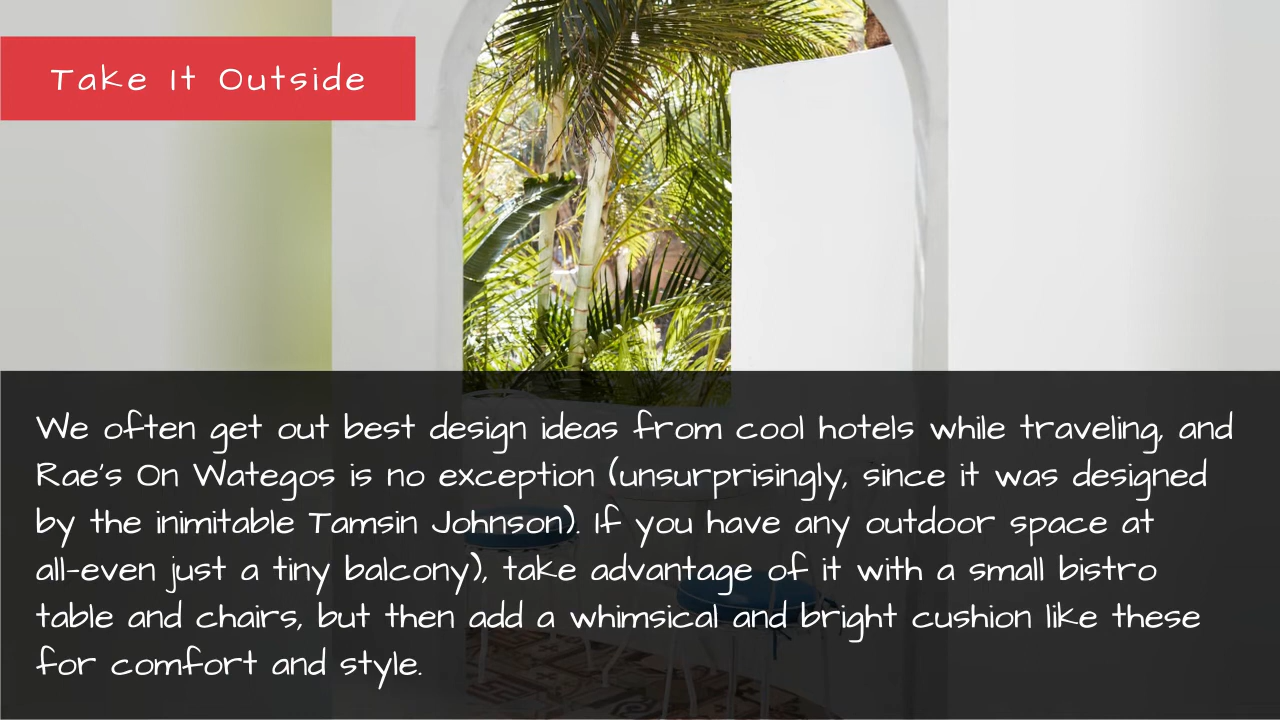 Take It Outside
We often get out best design ideas from cool hotels while traveling, and
Rae's On Wategos is no exception (unsurprisingly, since it was designed
by the inimitable Tamsin Johnson). If you have any outdoor space at
all-even just a tiny balcony), take advantage of it with a small bistro
table and chairs, but then add a whimsical and bright cushion like these
for comfort and style.